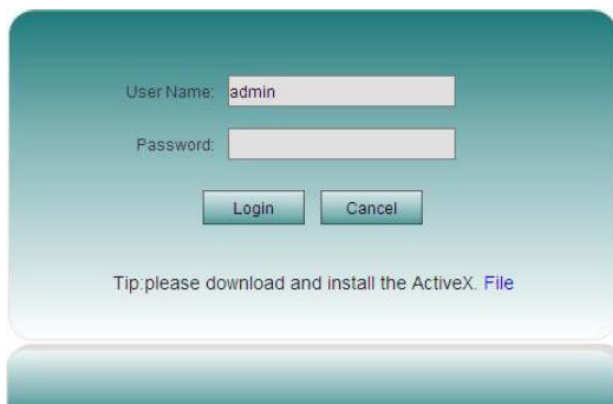 User Name: admin
Password:
Login Cancel
Tip:please download and install the ActiveX. File